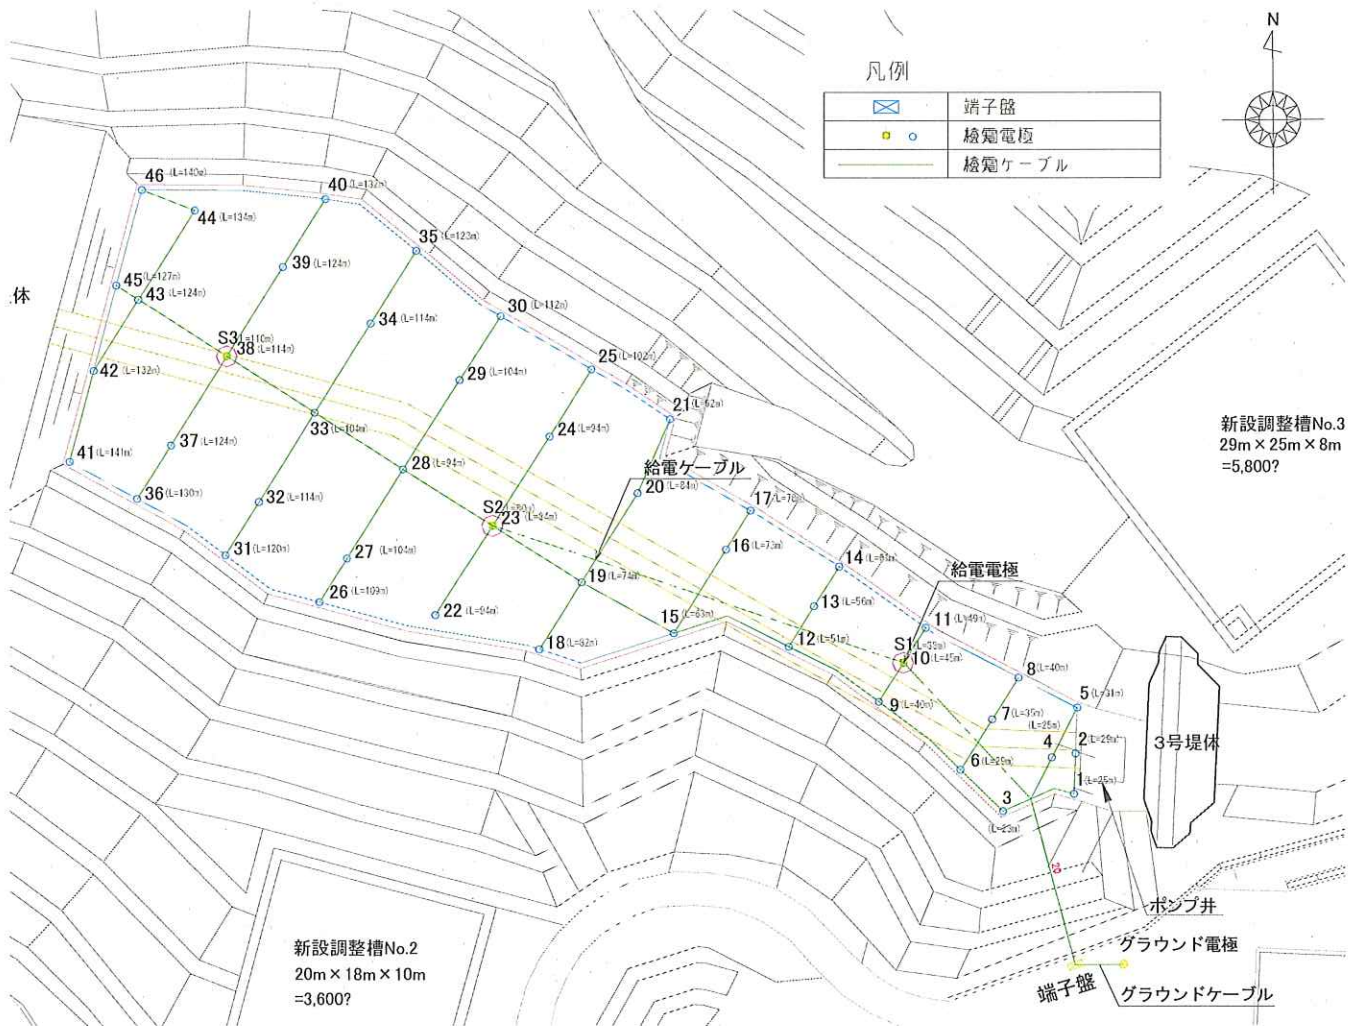 N
凡例
端子盤
検知電極
検知ケーブル
46 (L=140m)
40 (L=132m)
44 (L=134m)
35 (L=123m)
39 (L=124m)
45 (L=127m)
43 (L=124m)
体
30 (L=112m)
34 (L=114m)
S3 (L=110m)
38 (L=114m)
25 (L=102m)
42 (L=132m)
29 (L=104m)
21 (L=92m)
33 (L=104m)
24 (L=94m)
新設調整槽No.3
29m×25m×8m
=5,800?
37 (L=124m)
28 (L=94m)
給電ケーブル
41 (L=141m)
20 (L=84m)
36 (L=130m)
32 (L=114m)
S2
23
17
16 (L=73m)
31 (L=120m)
27 (L=104m)
14
給電電極
19 (L=74m)
26 (L=109m)
22 (L=94m)
13 (L=56m)
15 (L=63m)
11 (L=49m)
18 (L=82m)
12 (L=51m)
S1
10 (L=45m)
8 (L=40m)
9 (L=40m)
5 (L=31m)
7 (L=35m)
(L=25m)
4
2 (L=29m)
3号堤体
6 (L=29m)
1 (L=25m)
3
(L=23m)
20
ポンプ井
新設調整槽No.2
20m×18m×10m
=3,600?
グラウンド電極
端子盤
グラウンドケーブル